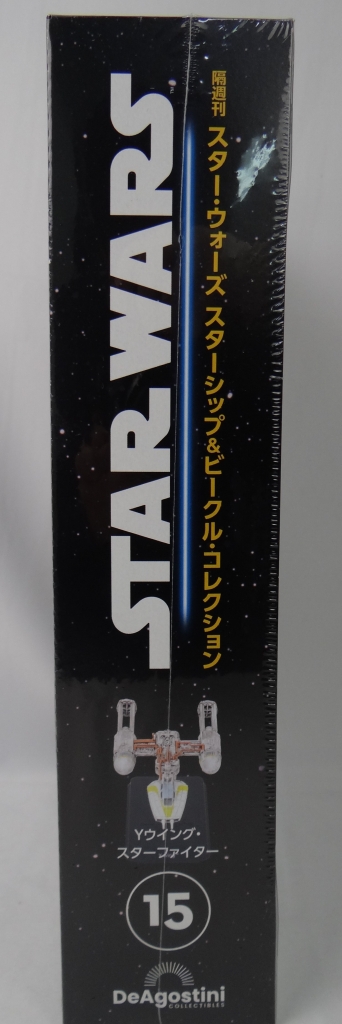 隔週刊 スター・ウォーズ スターシップ&ビークル・コレクション
STAR WARS
Yウイング・
スターファイター
15
DeAgostini
COLLECTIBLES